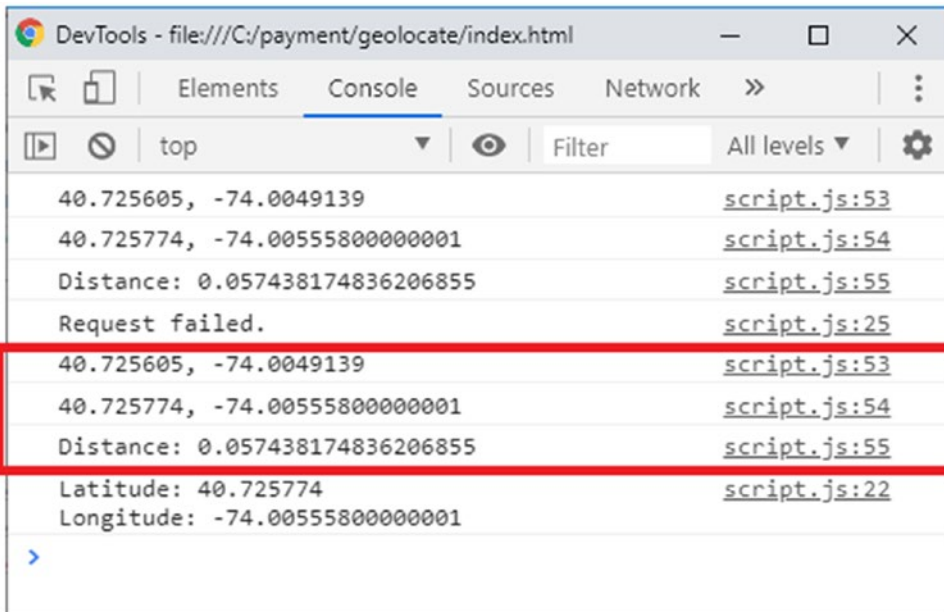 DevTools - file:///C:/payment/geolocate/index.html
Elements Console Sources Network »
top Filter All levels
40.725605, -74.0049139 script.js:53
40.725774, -74.00555800000001 script.js:54
Distance: 0.057438174836206855 script.js:55
Request failed. script.js:25
40.725605, -74.0049139 script.js:53
40.725774, -74.00555800000001 script.js:54
Distance: 0.057438174836206855 script.js:55
Latitude: 40.725774 script.js:22
Longitude: -74.00555800000001